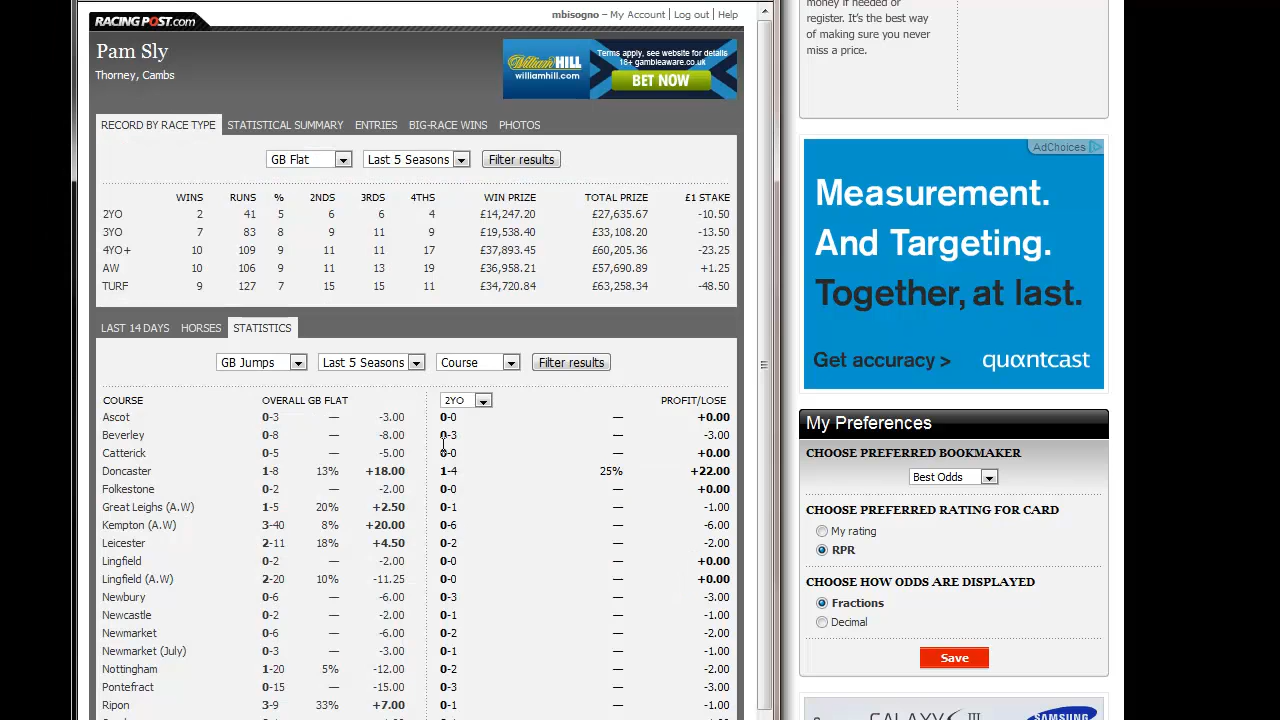 RACING POST.com
mbisogno – My Account | Log out | Help
Pam Sly
Thorney, Cambs
William HILL
williamhill.com
Terms apply, see website for details
18+ gambleaware.co.uk
BET NOW
RECORD BY RACE TYPE STATISTICAL SUMMARY ENTRIES BIG-RACE WINS PHOTOS
GB Flat Last 5 Seasons Filter results
WINS RUNS % 2NDS 3RDS 4THS WIN PRIZE TOTAL PRIZE £1 STAKE
2YO 2 41 5 6 6 4 £14,247.20 £27,635.67 -10.50
3YO 7 83 8 9 11 9 £19,538.40 £33,108.20 -13.50
4YO+ 10 109 9 11 11 17 £37,893.45 £60,205.36 -23.25
AW 10 106 9 11 13 19 £36,958.21 £57,690.89 +1.25
TURF 9 127 7 15 15 11 £34,720.84 £63,258.34 -48.50
LAST 14 DAYS HORSES STATISTICS
GB Jumps Last 5 Seasons Course Filter results
COURSE OVERALL GB FLAT 2YO PROFIT/LOSE
Ascot 0-3 — -3.00 0-0 — +0.00
Beverley 0-8 — -8.00 0-3 — -3.00
Catterick 0-5 — -5.00 0-0 — +0.00
Doncaster 1-8 13% +18.00 1-4 25% +22.00
Folkestone 0-2 — -2.00 0-0 — +0.00
Great Leighs (A.W) 1-5 20% +2.50 0-1 — -1.00
Kempton (A.W) 3-40 8% +20.00 0-6 — -6.00
Leicester 2-11 18% +4.50 0-2 — -2.00
Lingfield 0-2 — -2.00 0-0 — +0.00
Lingfield (A.W) 2-20 10% -11.25 0-0 — +0.00
Newbury 0-6 — -6.00 0-3 — -3.00
Newcastle 0-2 — -2.00 0-1 — -1.00
Newmarket 0-6 — -6.00 0-2 — -2.00
Newmarket (July) 0-3 — -3.00 0-1 — -1.00
Nottingham 1-20 5% -12.00 0-2 — -2.00
Pontefract 0-15 — -15.00 0-3 — -3.00
Ripon 3-9 33% +7.00 0-1 — -1.00
money if needed or
register. It's the best way
of making sure you never
miss a price.
AdChoices
Measurement.
And Targeting.
Together, at last.
Get accuracy > quantcast
My Preferences
CHOOSE PREFERRED BOOKMAKER
Best Odds
CHOOSE PREFERRED RATING FOR CARD
My rating
RPR
CHOOSE HOW ODDS ARE DISPLAYED
Fractions
Decimal
Save
GALAXY S III
SAMSUNG